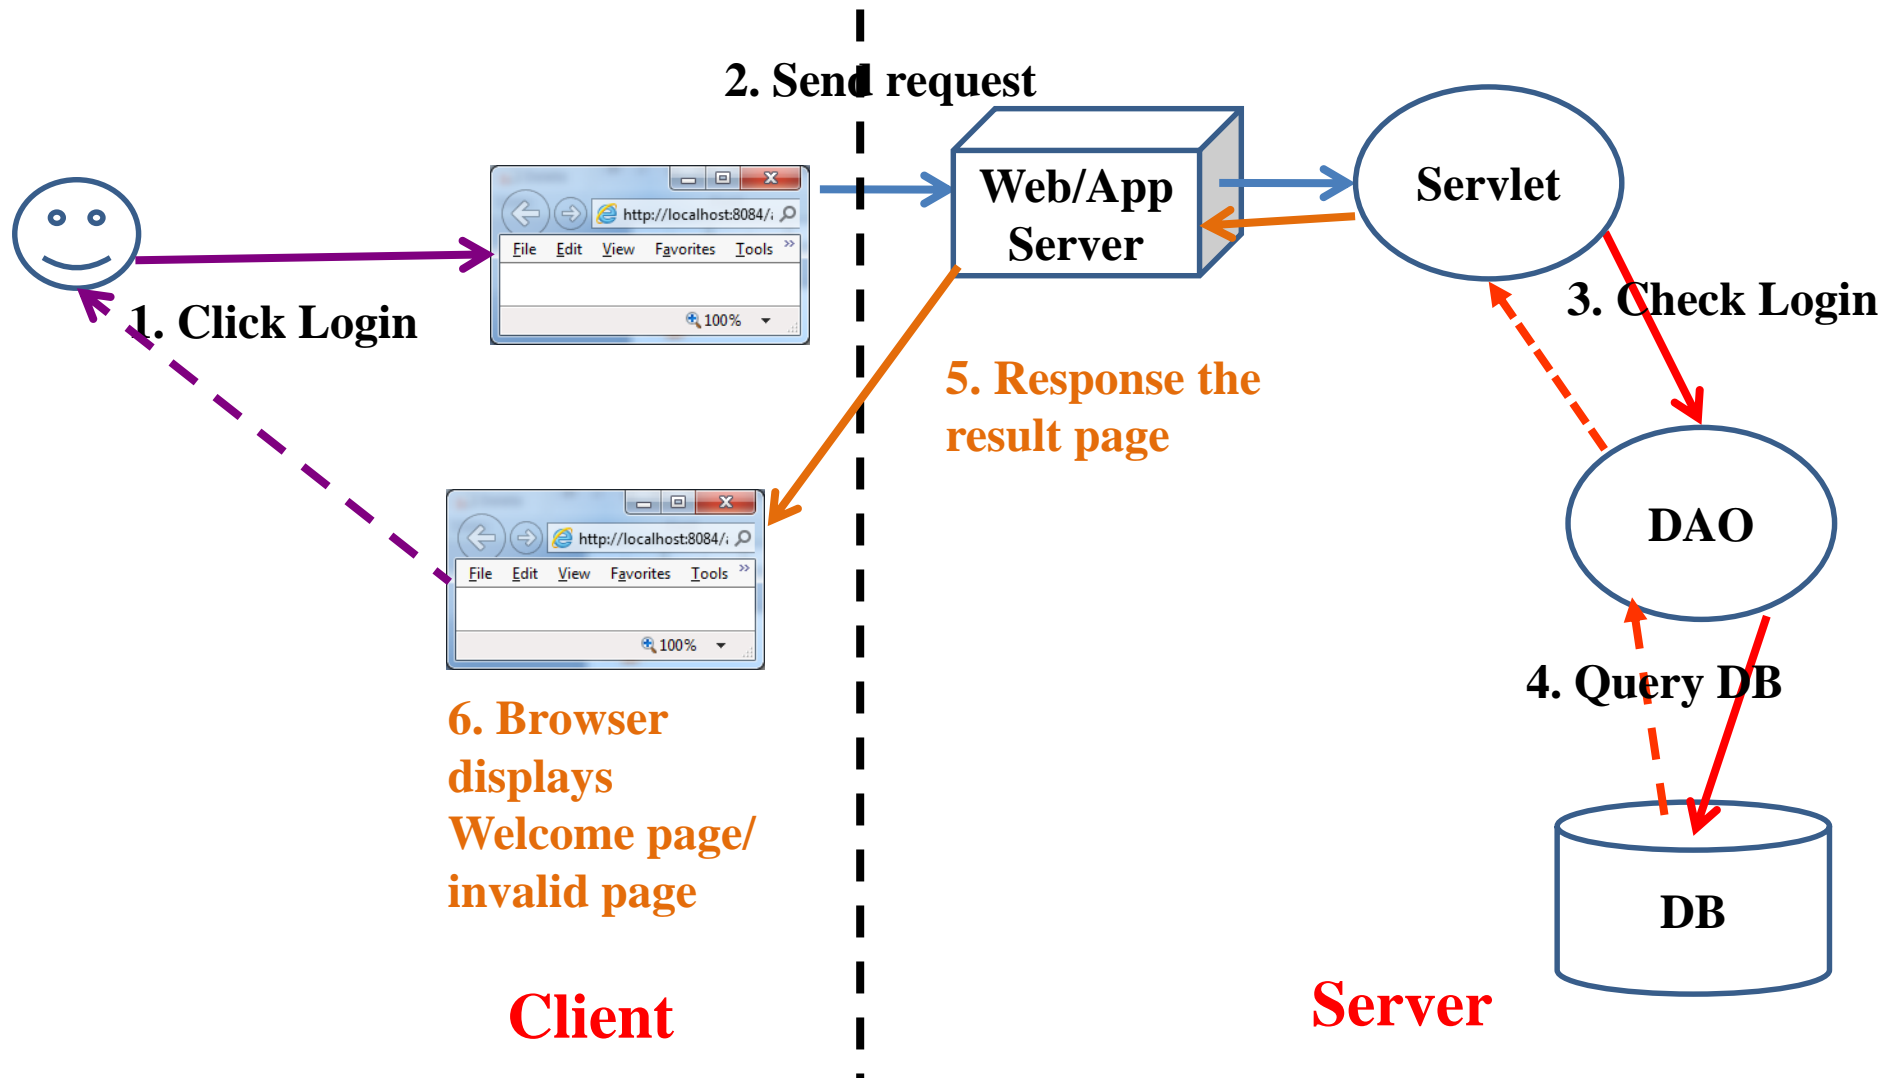 2. Send request
Web/App
Server
Servlet
http://localhost:8084/
File Edit View Favorites Tools »
100%
1. Click Login
3. Check Login
5. Response the
result page
DAO
http://localhost:8084/
File Edit View Favorites Tools »
100%
4. Query DB
6. Browser
displays
Welcome page/
invalid page
DB
Client
Server